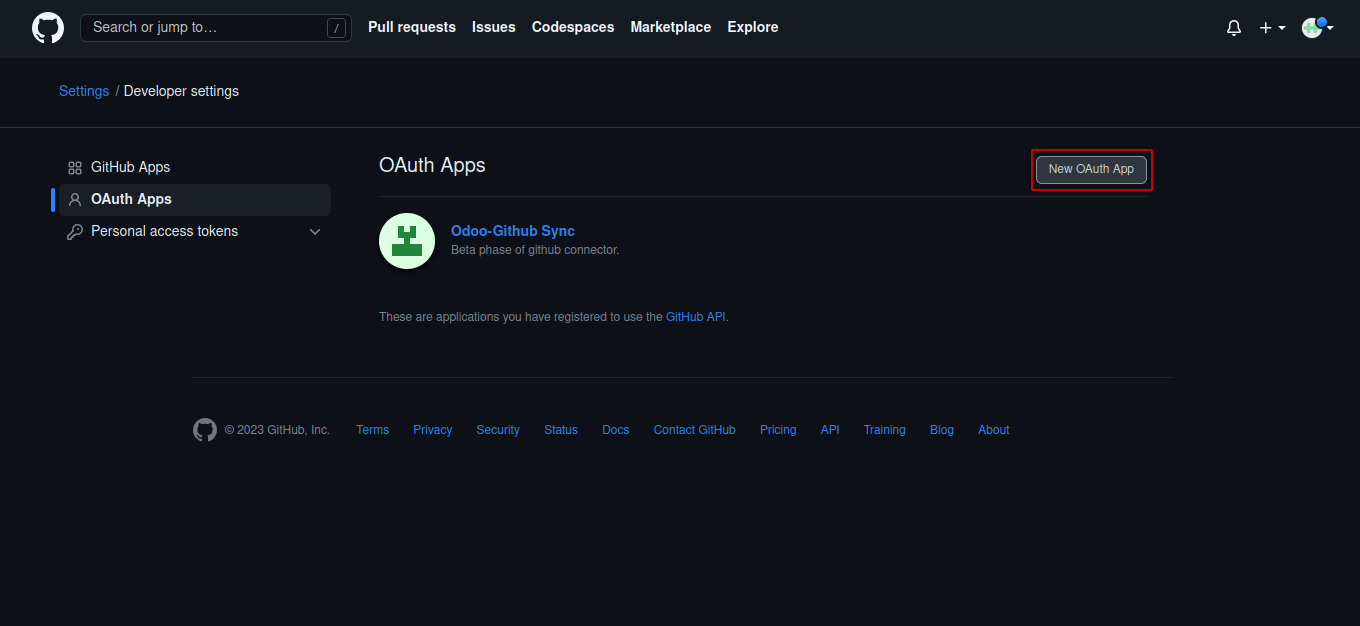 Search or jump to… /
Pull requests Issues Codespaces Marketplace Explore
Settings / Developer settings
GitHub Apps
OAuth Apps
Personal access tokens
OAuth Apps
New OAuth App
Odoo-Github Sync
Beta phase of github connector.
These are applications you have registered to use the GitHub API.
© 2023 GitHub, Inc. Terms Privacy Security Status Docs Contact GitHub Pricing API Training Blog About